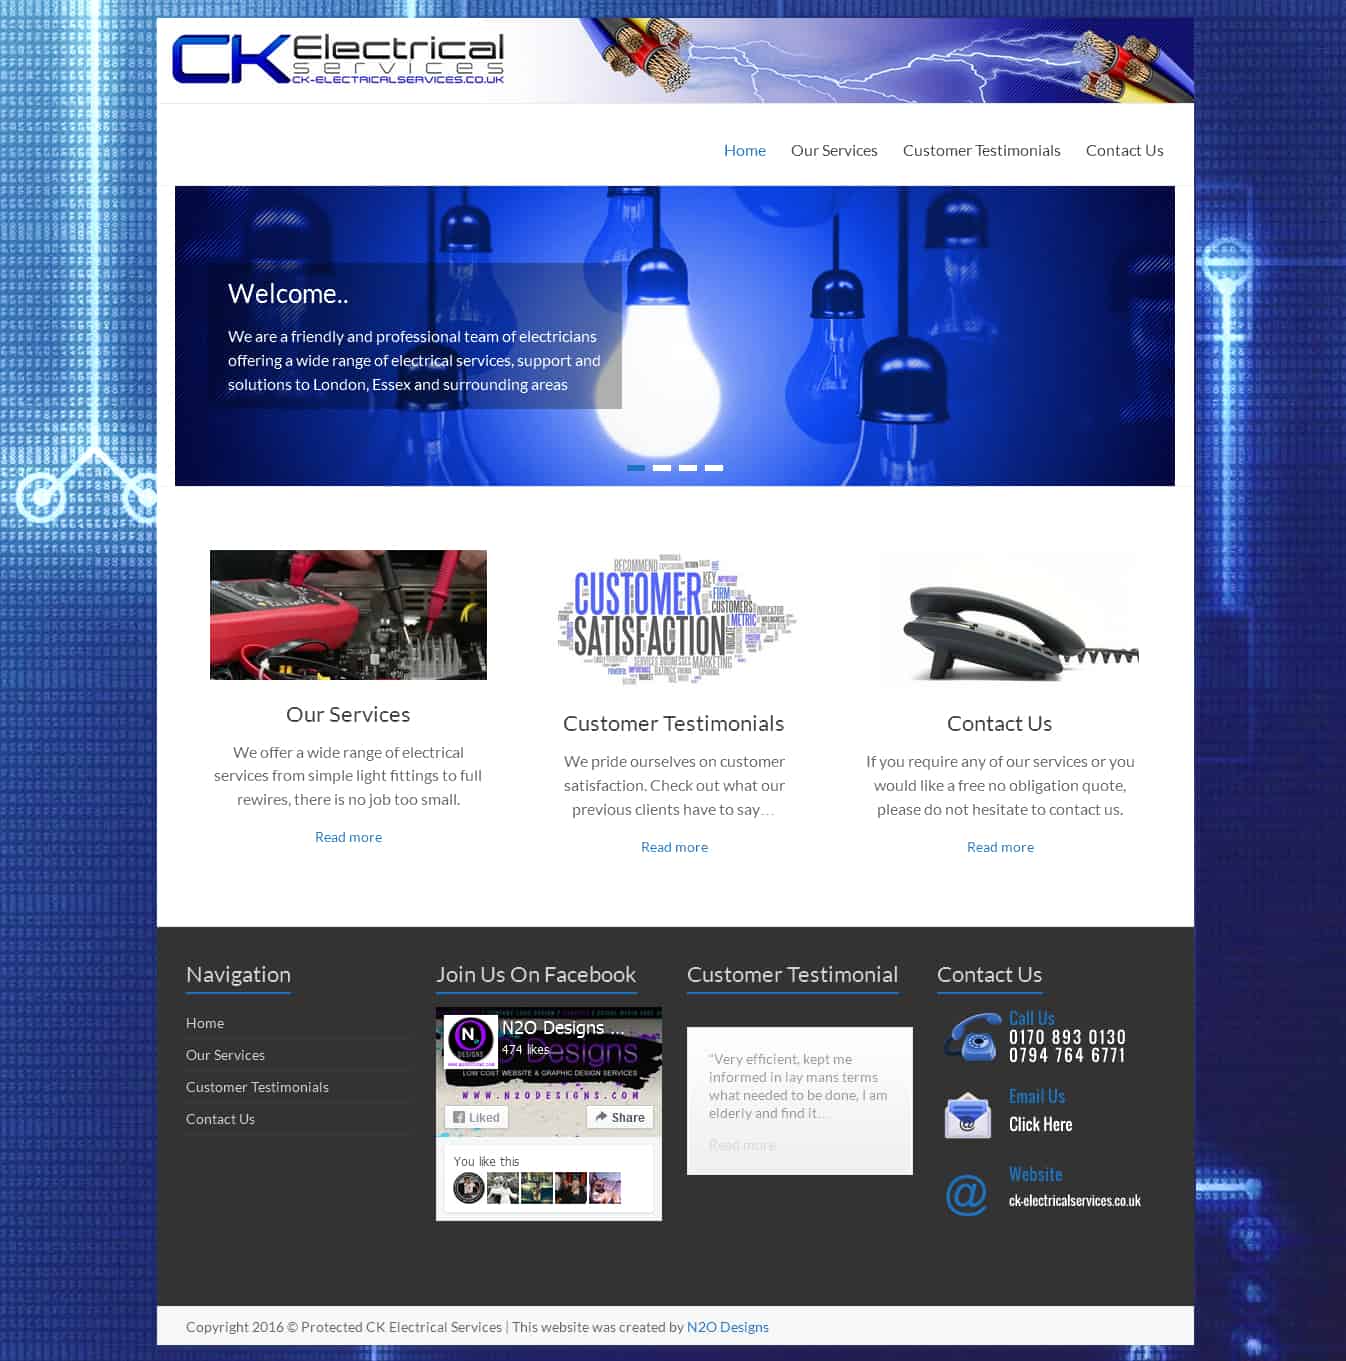 CK Electrical
services
CK-ELECTRICALSERVICES.CO.UK
Home
Our Services
Customer Testimonials
Contact Us
Welcome..
We are a friendly and professional team of electricians
offering a wide range of electrical services, support and
solutions to London, Essex and surrounding areas
RECOMMEND
KEY
CUSTOMER
FIRM
CUSTOMERS
METRIC
SATISFACTION
MARKETING
Our Services
We offer a wide range of electrical
services from simple light fittings to full
rewires, there is no job too small.
Read more
Customer Testimonials
We pride ourselves on customer
satisfaction. Check out what our
previous clients have to say…
Read more
Contact Us
If you require any of our services or you
would like a free no obligation quote,
please do not hesitate to contact us.
Read more
Navigation
Home
Our Services
Customer Testimonials
Contact Us
Join Us On Facebook
N2O Designs ...
474 likes
Designs
LOW COST WEBSITE & GRAPHIC DESIGN SERVICES
WWW.N2ODESIGNS.COM
Liked
Share
You like this
Customer Testimonial
"Very efficient, kept me
informed in lay mans terms
what needed to be done, I am
elderly and find it…
Read more
Contact Us
Call Us
0170 893 0130
0794 764 6771
Email Us
Click Here
Website
ck-electricalservices.co.uk
Copyright 2016 © Protected CK Electrical Services | This website was created by N2O Designs